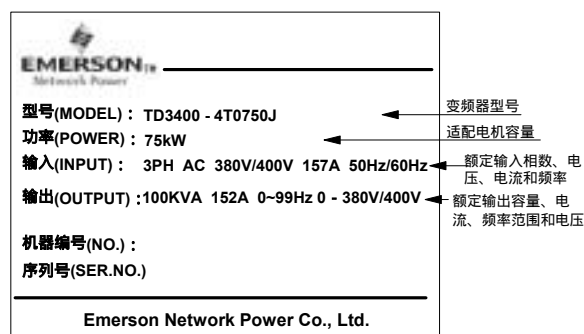 EMERSON TM
Network Power
型号(MODEL)： TD3400 - 4T0750J
变频器型号
功率(POWER)： 75kW
适配电机容量
输入(INPUT)： 3PH AC 380V/400V 157A 50Hz/60Hz
额定输入相数、电
压、电流和频率
输出(OUTPUT)：100KVA 152A 0~99Hz 0 - 380V/400V
额定输出容量、电
流、频率范围和电压
机器编号(NO.)：
序列号(SER.NO.)
Emerson Network Power Co., Ltd.